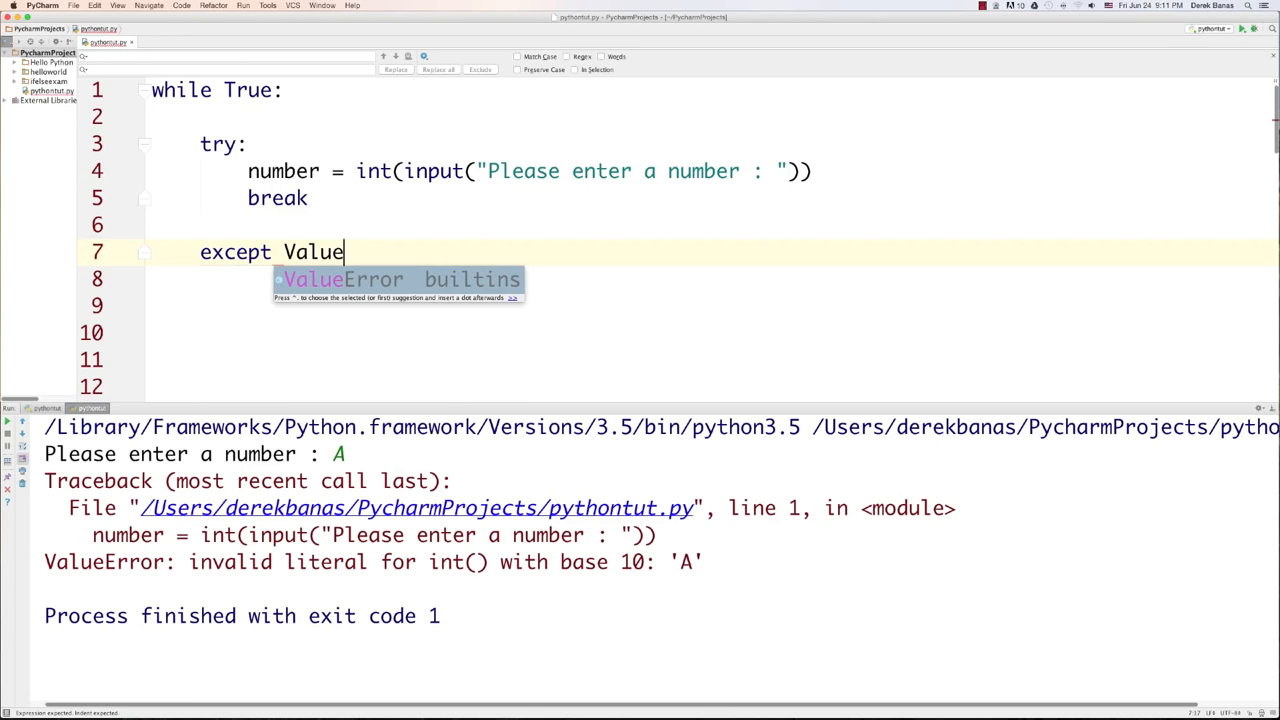 PyCharm File Edit View Navigate Code Refactor Run Tools VCS Window Help
10 Fri Jun 24 9:11 PM Derek Banas
pythontut.py - PycharmProjects - [~/PycharmProjects]
PycharmProjects pythontut.py
pythontut
pythontut.py ×
PycharmProject
Hello Python
helloworld
ifelseexam
pythontut.py
External Librarie
Match Case Regex Words
Replace Replace all Exclude Preserve Case In Selection
1 while True:
2
3 try:
4 number = int(input("Please enter a number : "))
5 break
6
7 except Value
8 ValueError builtins
Press ^. to choose the selected (or first) suggestion and insert a dot afterwards >>
9
10
11
12
Run: pythontut pythontut
/Library/Frameworks/Python.framework/Versions/3.5/bin/python3.5 /Users/derekbanas/PycharmProjects/pytho
Please enter a number : A
Traceback (most recent call last):
File "/Users/derekbanas/PycharmProjects/pythontut.py", line 1, in <module>
number = int(input("Please enter a number : "))
ValueError: invalid literal for int() with base 10: 'A'
Process finished with exit code 1
Expression expected. Indent expected.
7:17 LF÷ UTF-8÷